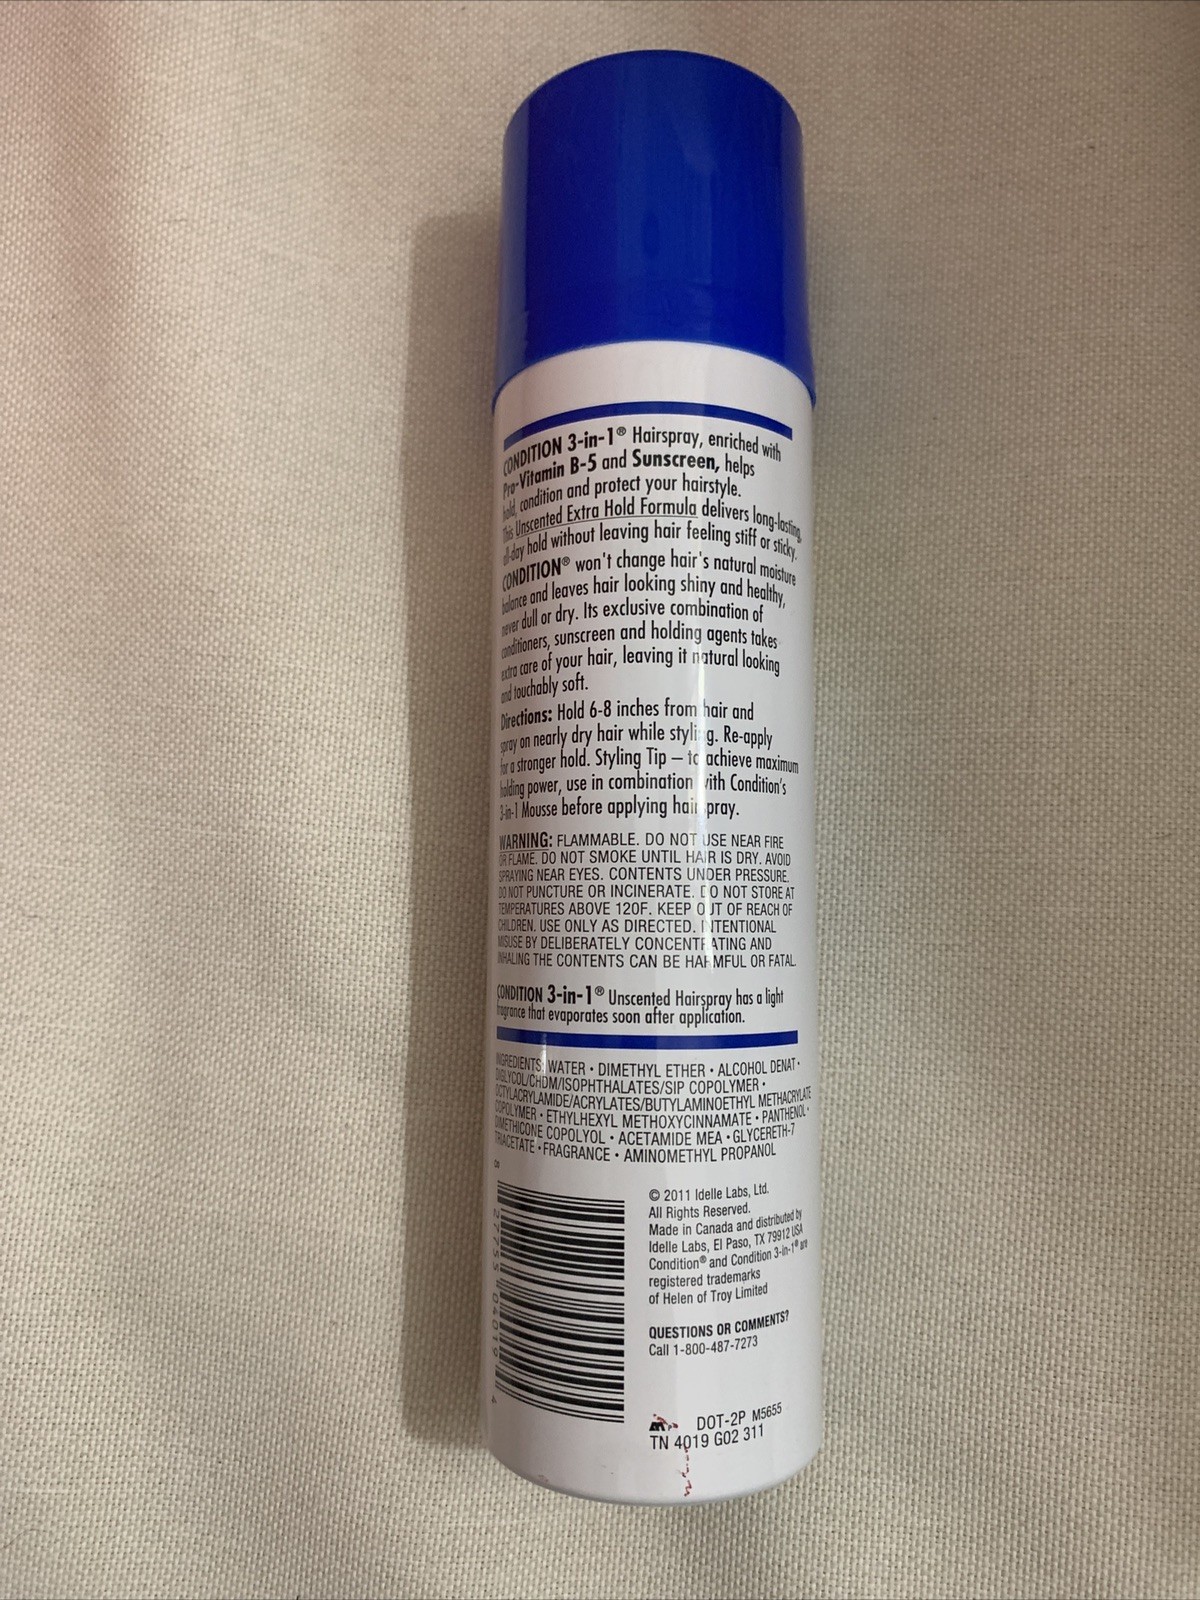 CONDITION 3-in-1® Hairspray, enriched with
Pro-Vitamin B-5 and Sunscreen, helps
hold, condition and protect your hairstyle.
This Unscented Extra Hold Formula delivers long-lasting,
all-day hold without leaving hair feeling stiff or sticky.
CONDITION® won't change hair's natural moisture
balance and leaves hair looking shiny and healthy,
never dull or dry. Its exclusive combination of
conditioners, sunscreen and holding agents takes
extra care of your hair, leaving it natural looking
and touchably soft.
Directions: Hold 6-8 inches from hair and
spray on nearly dry hair while styling. Re-apply
for a stronger hold. Styling Tip – to achieve maximum
holding power, use in combination with Condition's
3-in-1 Mousse before applying hairspray.
WARNING: FLAMMABLE. DO NOT USE NEAR FIRE
OR FLAME. DO NOT SMOKE UNTIL HAIR IS DRY. AVOID
SPRAYING NEAR EYES. CONTENTS UNDER PRESSURE.
DO NOT PUNCTURE OR INCINERATE. DO NOT STORE AT
TEMPERATURES ABOVE 120F. KEEP OUT OF REACH OF
CHILDREN. USE ONLY AS DIRECTED. INTENTIONAL
MISUSE BY DELIBERATELY CONCENTRATING AND
INHALING THE CONTENTS CAN BE HARMFUL OR FATAL.
CONDITION 3-in-1® Unscented Hairspray has a light
fragrance that evaporates soon after application.
INGREDIENTS: WATER • DIMETHYL ETHER • ALCOHOL DENAT •
DIGLYCOL/CHDM/ISOPHTHALATES/SIP COPOLYMER •
OCTYLACRYLAMIDE/ACRYLATES/BUTYLAMINOETHYL METHACRYLATE
COPOLYMER • ETHYLHEXYL METHOXYCINNAMATE • PANTHENOL •
DIMETHICONE COPOLYOL • ACETAMIDE MEA • GLYCERETH-7
TRIACETATE • FRAGRANCE • AMINOMETHYL PROPANOL
8 27755 04019 4
© 2011 Idelle Labs, Ltd.
All Rights Reserved.
Made in Canada and distributed by
Idelle Labs, El Paso, TX 79912 USA
Condition® and Condition 3-in-1® are
registered trademarks
of Helen of Troy Limited
QUESTIONS OR COMMENTS?
Call 1-800-487-7273
DOT-2P M5655
TN 4019 G02 311